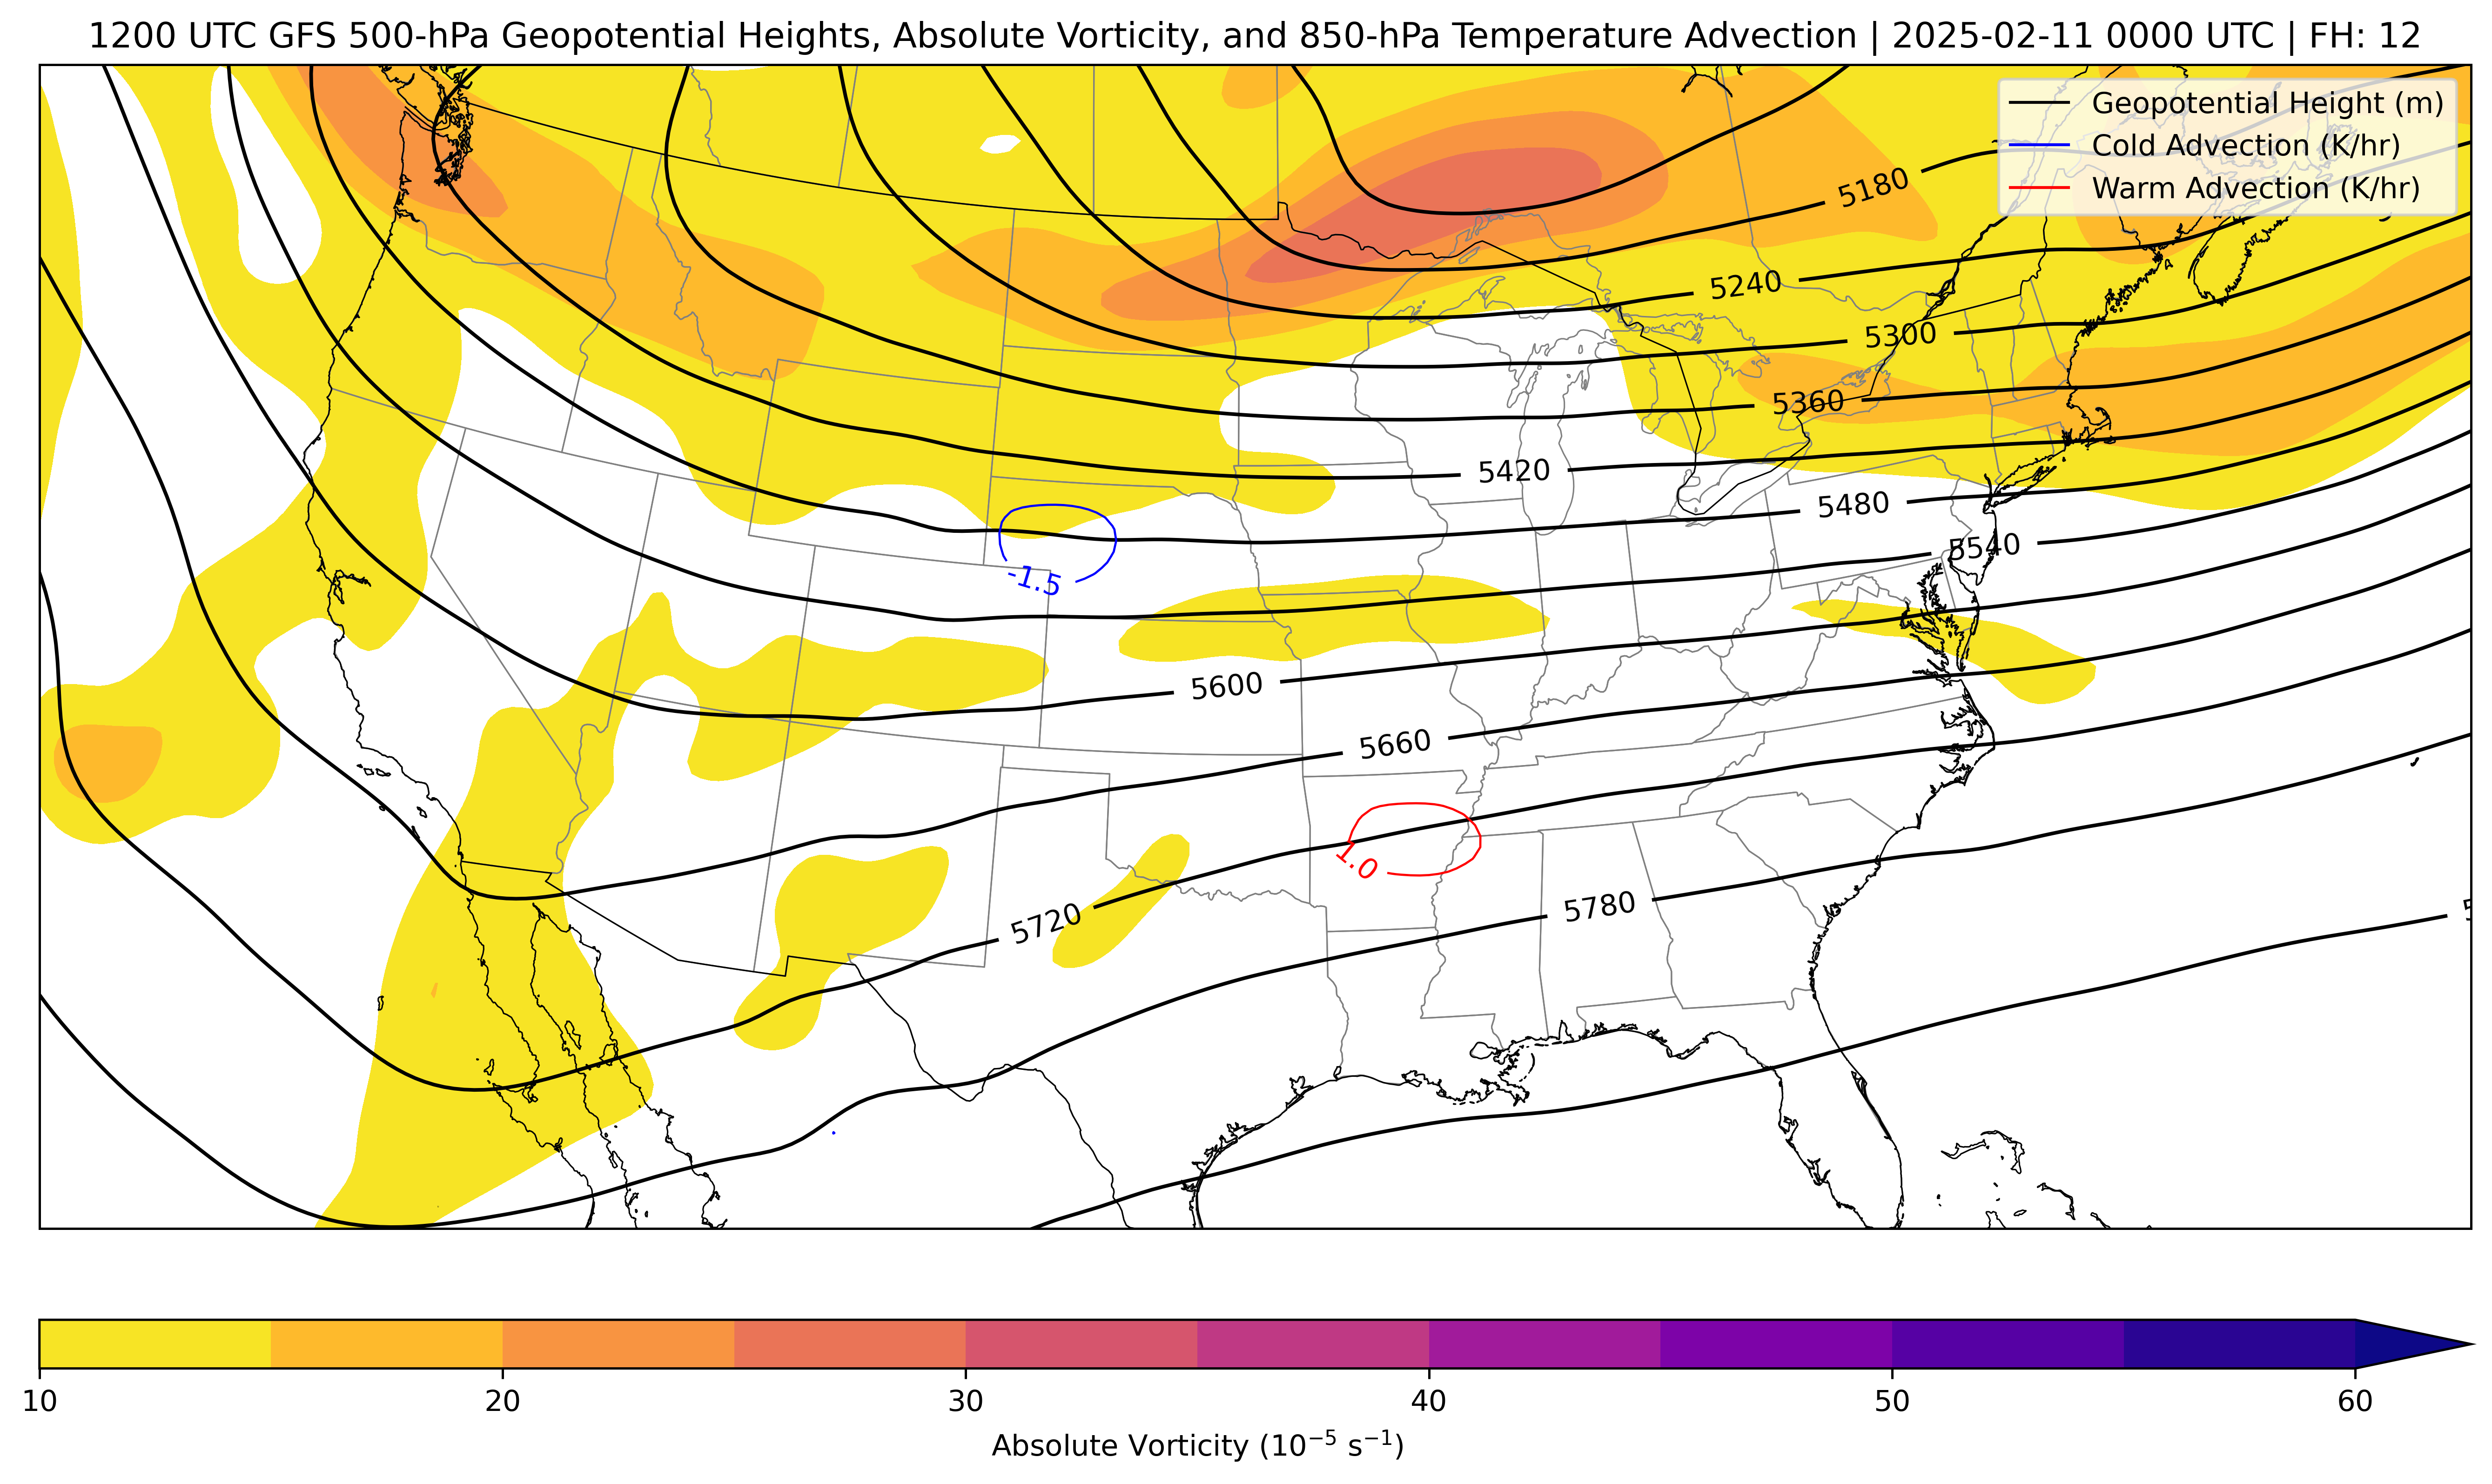 1200 UTC GFS 500-hPa Geopotential Heights, Absolute Vorticity, and 850-hPa Temperature Advection | 2025-02-11 0000 UTC | FH: 12
Geopotential Height (m)
Cold Advection (K/hr)
Warm Advection (K/hr)
5180
5240
5300
5360
5420
5480
5540
-1.5
5600
5660
1.0
5720
5780
10 20 30 40 50 60
Absolute Vorticity (10⁻⁵ s⁻¹)